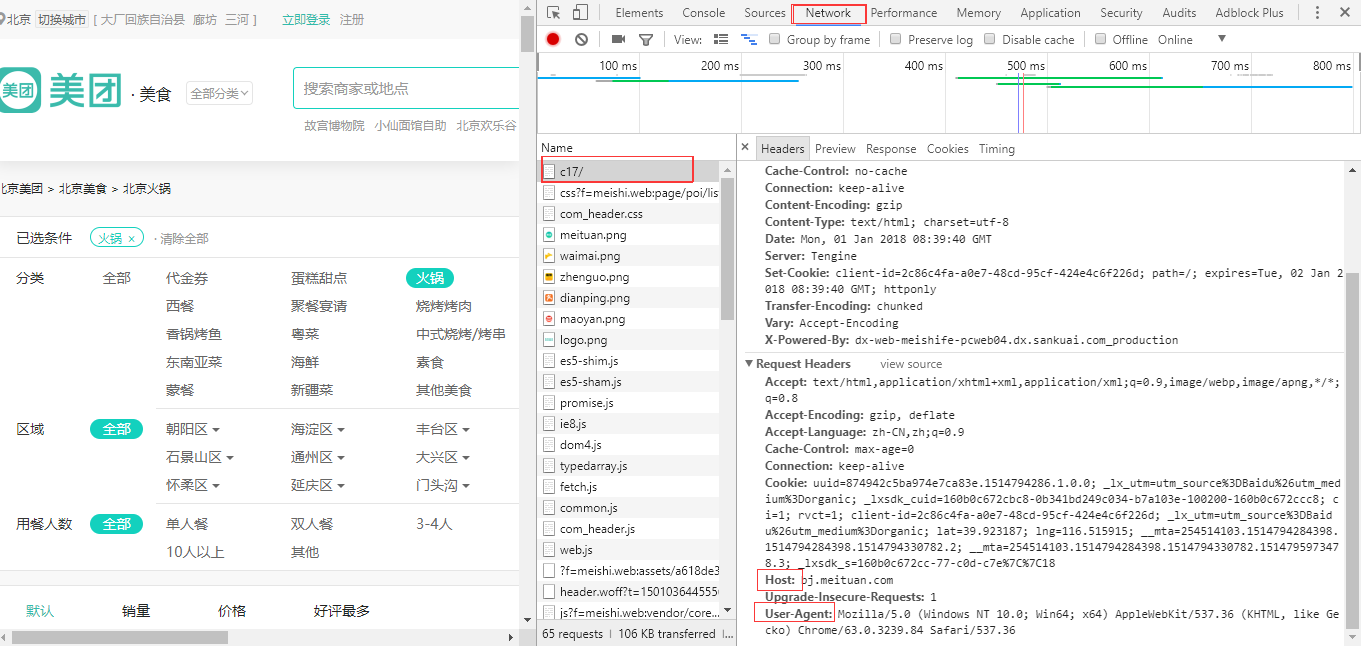 北京 切换城市 [ 大厂回族自治县 廊坊 三河 ] 立即登录 注册
美团 美团 · 美食 全部分类
搜索商家或地点
故宫博物院 小仙面馆自助 北京欢乐谷
北京美团 > 北京美食 > 北京火锅
已选条件 火锅 × · 清除全部
分类 全部 代金券 蛋糕甜点 火锅
西餐 聚餐宴请 烧烤烤肉
香锅烤鱼 粤菜 中式烧烤/烤串
东南亚菜 海鲜 素食
蒙餐 新疆菜 其他美食
区域 全部 朝阳区 海淀区 丰台区
石景山区 通州区 大兴区
怀柔区 延庆区 门头沟
用餐人数 全部 单人餐 双人餐 3-4人
10人以上 其他
默认 销量 价格 好评最多
Elements Console Sources Network Performance Memory Application Security Audits Adblock Plus
View: Group by frame Preserve log Disable cache Offline Online
100 ms 200 ms 300 ms 400 ms 500 ms 600 ms 700 ms 800 ms
Name
c17/
css?f=meishi.web:page/poi/lis
com_header.css
meituan.png
waimai.png
zhenguo.png
dianping.png
maoyan.png
logo.png
es5-shim.js
es5-sham.js
promise.js
ie8.js
dom4.js
typedarray.js
fetch.js
common.js
com_header.js
web.js
?f=meishi.web:assets/a618de3
header.woff?t=1501036445550
js?f=meishi.web:vendor/core...
65 requests | 106 KB transferred | ...
× Headers Preview Response Cookies Timing
Cache-Control: no-cache
Connection: keep-alive
Content-Encoding: gzip
Content-Type: text/html; charset=utf-8
Date: Mon, 01 Jan 2018 08:39:40 GMT
Server: Tengine
Set-Cookie: client-id=2c86c4fa-a0e7-48cd-95cf-424e4c6f226d; path=/; expires=Tue, 02 Jan 2
018 08:39:40 GMT; httponly
Transfer-Encoding: chunked
Vary: Accept-Encoding
X-Powered-By: dx-web-meishife-pcweb04.dx.sankuai.com_production
Request Headers view source
Accept: text/html,application/xhtml+xml,application/xml;q=0.9,image/webp,image/apng,*/*;
q=0.8
Accept-Encoding: gzip, deflate
Accept-Language: zh-CN,zh;q=0.9
Cache-Control: max-age=0
Connection: keep-alive
Cookie: uuid=874942c5ba974e7ca83e.1514794286.1.0.0; _lx_utm=utm_source%3DBaidu%26utm_med
ium%3Dorganic; _lxsdk_cuid=160b0c672cbc8-0b341bd249c034-b7a103e-100200-160b0c672ccc8; c
i=1; rvct=1; client-id=2c86c4fa-a0e7-48cd-95cf-424e4c6f226d; _lx_utm=utm_source%3DBai
du%26utm_medium%3Dorganic; lat=39.923187; lng=116.515915; __mta=254514103.1514794284398.
1514794284398.1514794330782.2; __mta=254514103.1514794284398.1514794330782.151479597347
8.3; _lxsdk_s=160b0c672cc-77-c0d-c7e%7C%7C18
Host: bj.meituan.com
Upgrade-Insecure-Requests: 1
User-Agent: Mozilla/5.0 (Windows NT 10.0; Win64; x64) AppleWebKit/537.36 (KHTML, like Ge
cko) Chrome/63.0.3239.84 Safari/537.36